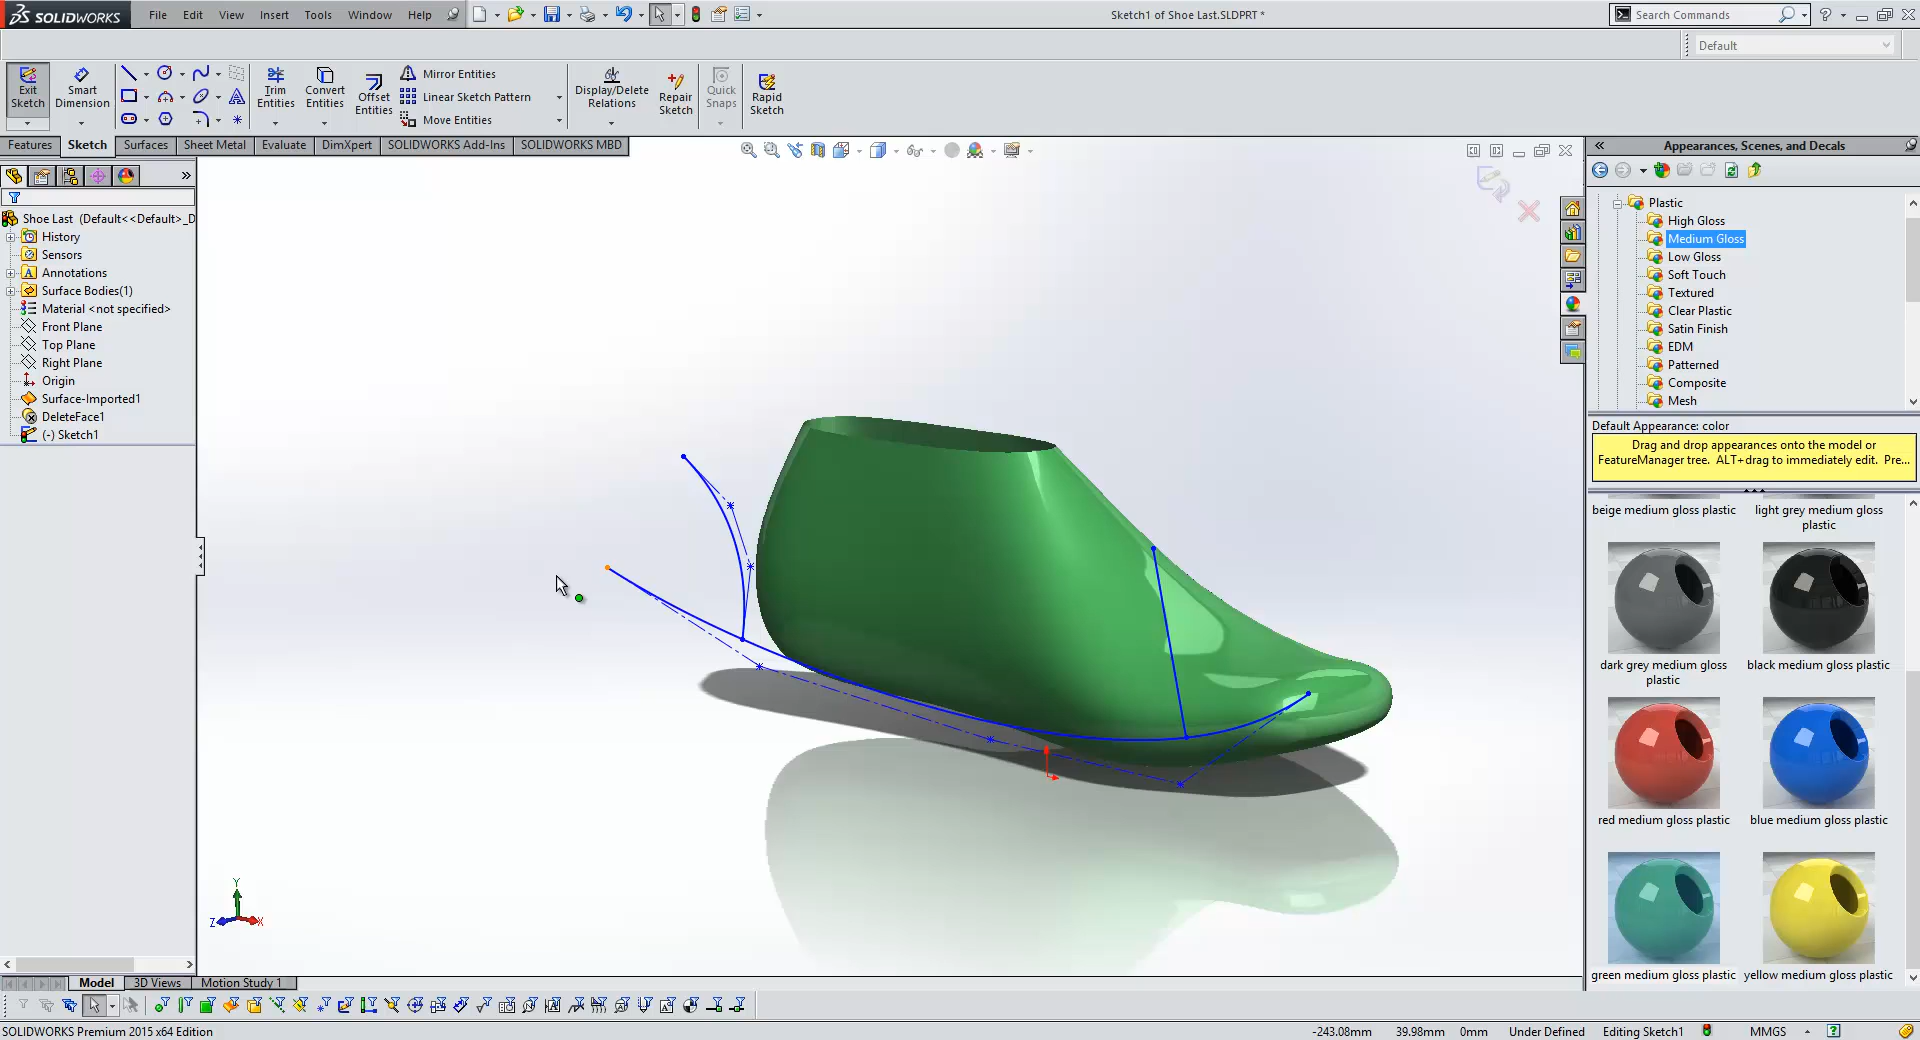 SOLIDWORKS File Edit View Insert Tools Window Help Sketch1 of Shoe Last.SLDPRT * Search Commands
Default
Exit Sketch
Smart Dimension
Trim Entities
Convert Entities
Offset Entities
Mirror Entities
Linear Sketch Pattern
Move Entities
Display/Delete Relations
Repair Sketch
Quick Snaps
Rapid Sketch
Features Sketch Surfaces Sheet Metal Evaluate DimXpert SOLIDWORKS Add-Ins SOLIDWORKS MBD
Shoe Last (Default<<Default>_D
History
Sensors
Annotations
Surface Bodies(1)
Material <not specified>
Front Plane
Top Plane
Right Plane
Origin
Surface-Imported1
DeleteFace1
(-) Sketch1
Y
Z X
Appearances, Scenes, and Decals
Plastic
High Gloss
Medium Gloss
Low Gloss
Soft Touch
Textured
Clear Plastic
Satin Finish
EDM
Patterned
Composite
Mesh
Default Appearance: color
Drag and drop appearances onto the model or
FeatureManager tree. ALT+drag to immediately edit. Pre...
beige medium gloss plastic
light grey medium gloss
plastic
dark grey medium gloss
plastic
black medium gloss plastic
red medium gloss plastic
blue medium gloss plastic
green medium gloss plastic
yellow medium gloss plastic
Model 3D Views Motion Study 1
SOLIDWORKS Premium 2015 x64 Edition -243.08mm 39.98mm 0mm Under Defined Editing Sketch1 MMGS